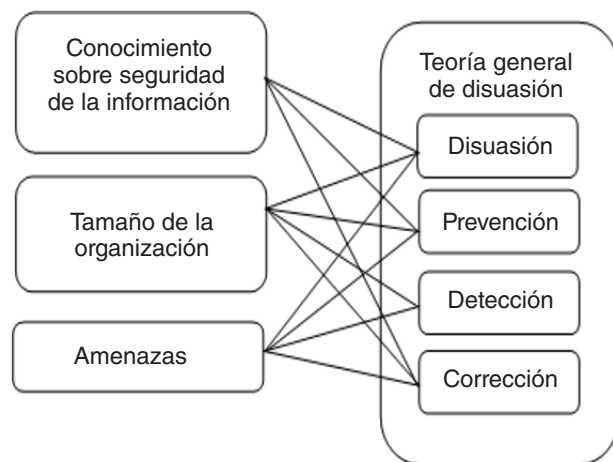 Conocimiento
sobre seguridad
de la información
Tamaño de la
organización
Amenazas
Teoría general
de disuasión
Disuasión
Prevención
Detección
Corrección